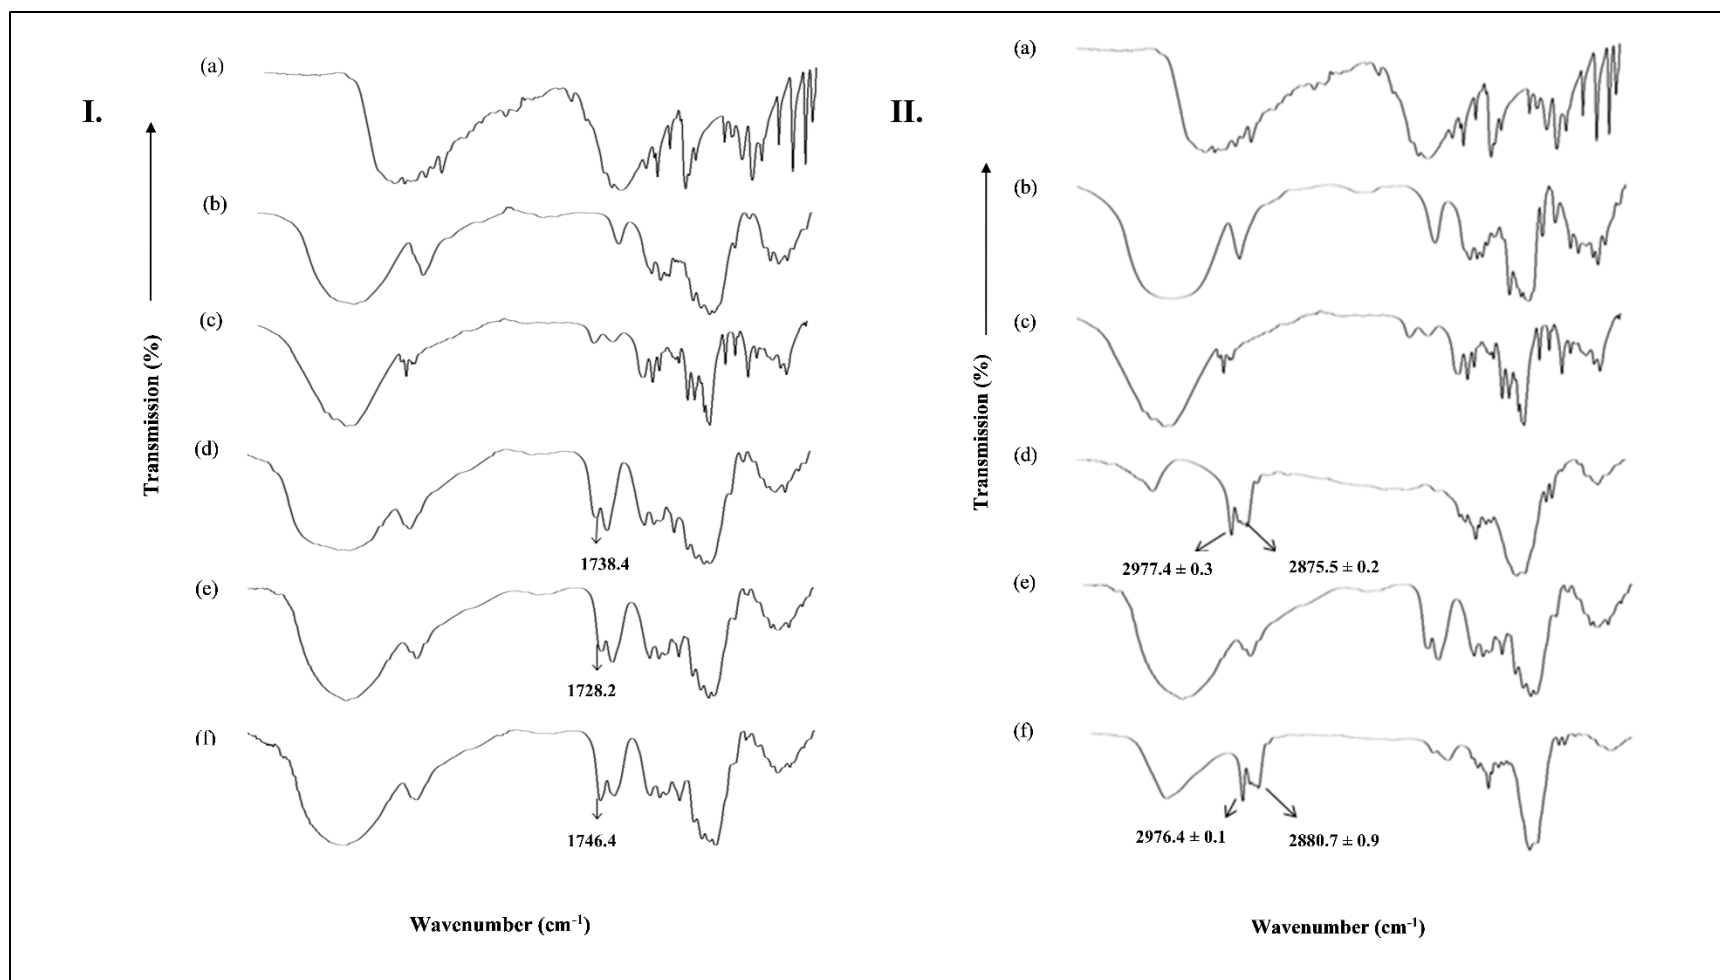 I.
Transmission (%)
(a)
(b)
(c)
(d)
1738.4
(e)
1728.2
(f)
1746.4
Wavenumber (cm⁻¹)
II.
Transmission (%)
(a)
(b)
(c)
(d)
2977.4 ± 0.3 2875.5 ± 0.2
(e)
(f)
2976.4 ± 0.1 2880.7 ± 0.9
Wavenumber (cm⁻¹)